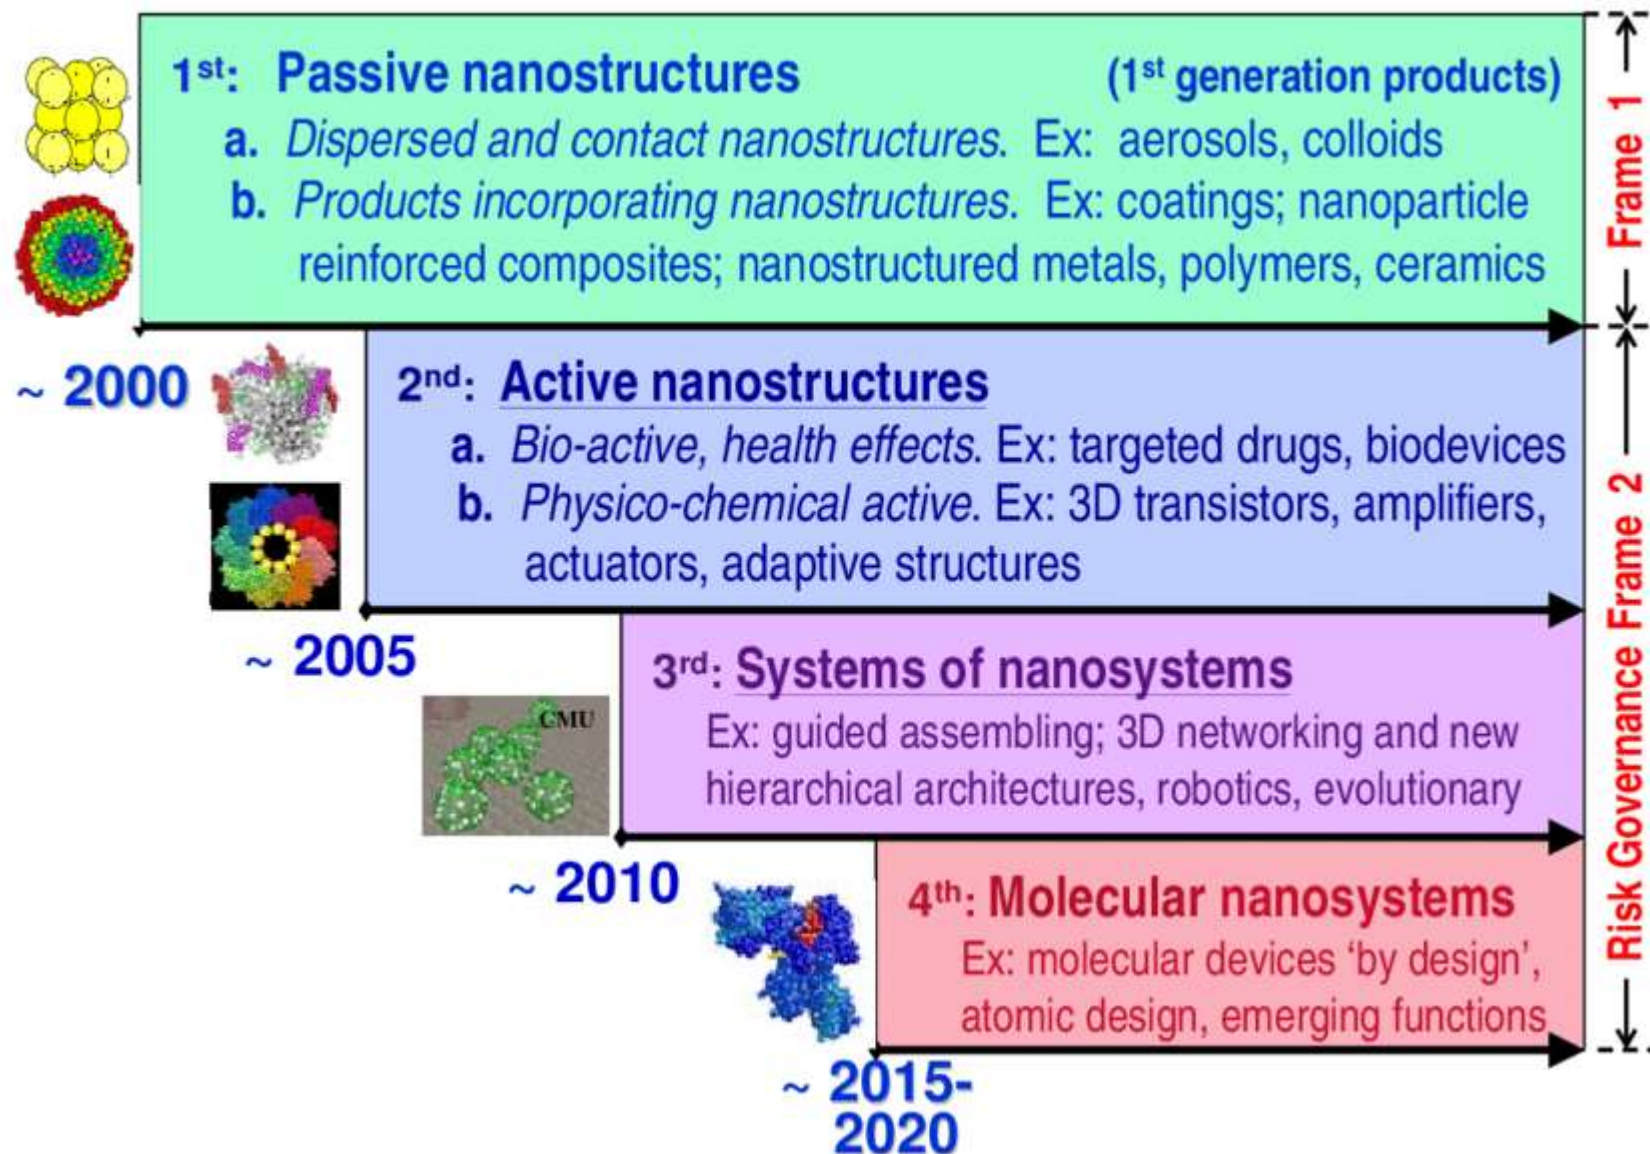 1st: Passive nanostructures (1st generation products)
a. Dispersed and contact nanostructures. Ex: aerosols, colloids
b. Products incorporating nanostructures. Ex: coatings; nanoparticle
reinforced composites; nanostructured metals, polymers, ceramics
~ 2000
2nd: Active nanostructures
a. Bio-active, health effects. Ex: targeted drugs, biodevices
b. Physico-chemical active. Ex: 3D transistors, amplifiers,
actuators, adaptive structures
~ 2005
CMU
3rd: Systems of nanosystems
Ex: guided assembling; 3D networking and new
hierarchical architectures, robotics, evolutionary
~ 2010
4th: Molecular nanosystems
Ex: molecular devices ‘by design’,
atomic design, emerging functions
~ 2015-
2020
Frame 1
Risk Governance Frame 2